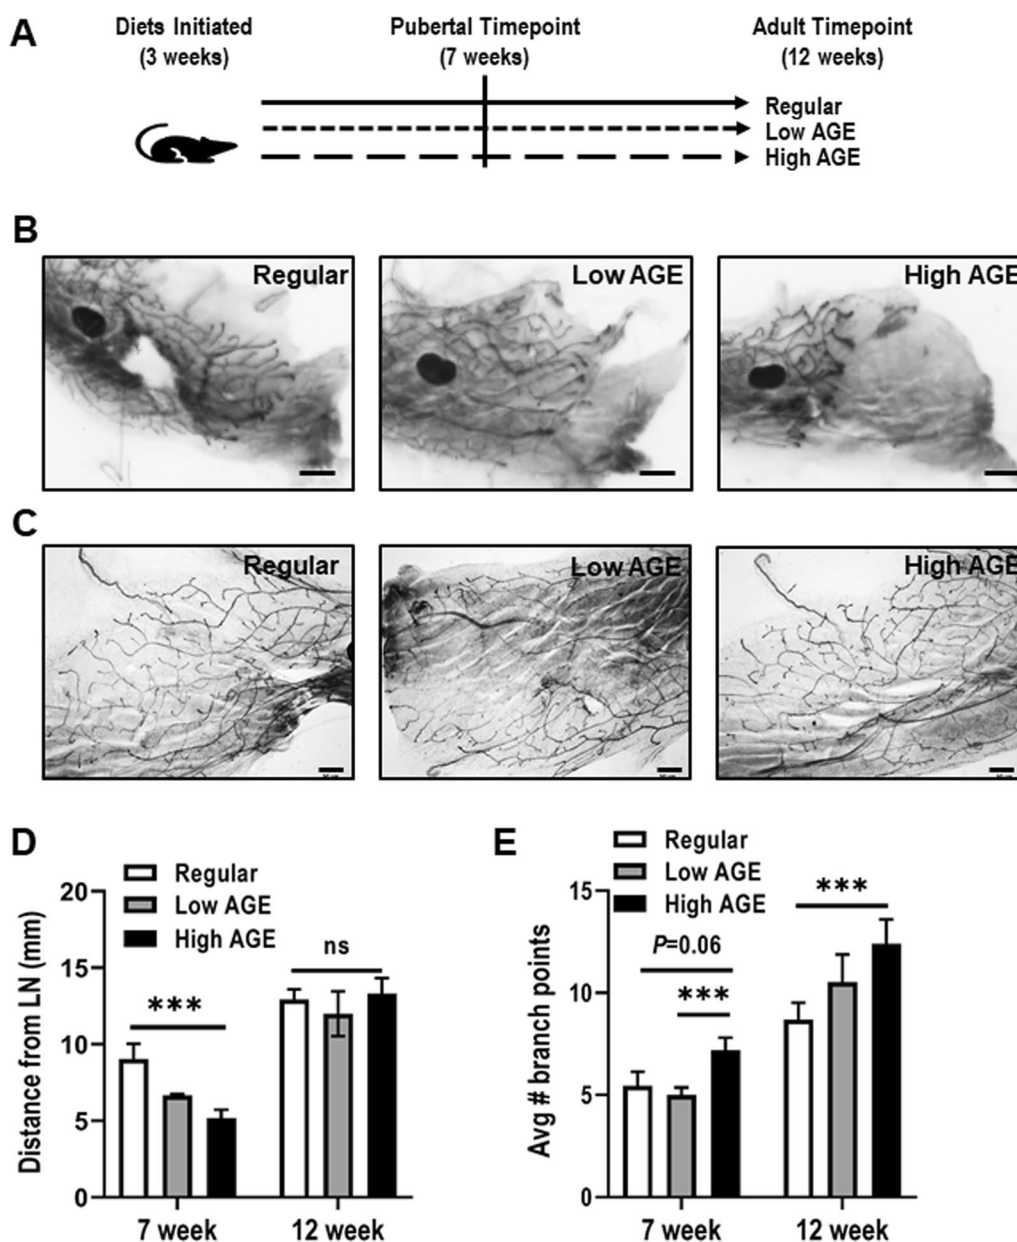 A
Diets Initiated
(3 weeks)
Pubertal Timepoint
(7 weeks)
Adult Timepoint
(12 weeks)
Regular
Low AGE
High AGE
B
Regular
Low AGE
High AGE
C
Regular
Low AGE
High AGE
D
Regular
Low AGE
High AGE
Distance from LN (mm)
20
15
10
5
0
***
ns
7 week
12 week
E
Regular
Low AGE
High AGE
Avg # branch points
15
10
5
0
P=0.06
***
***
7 week
12 week